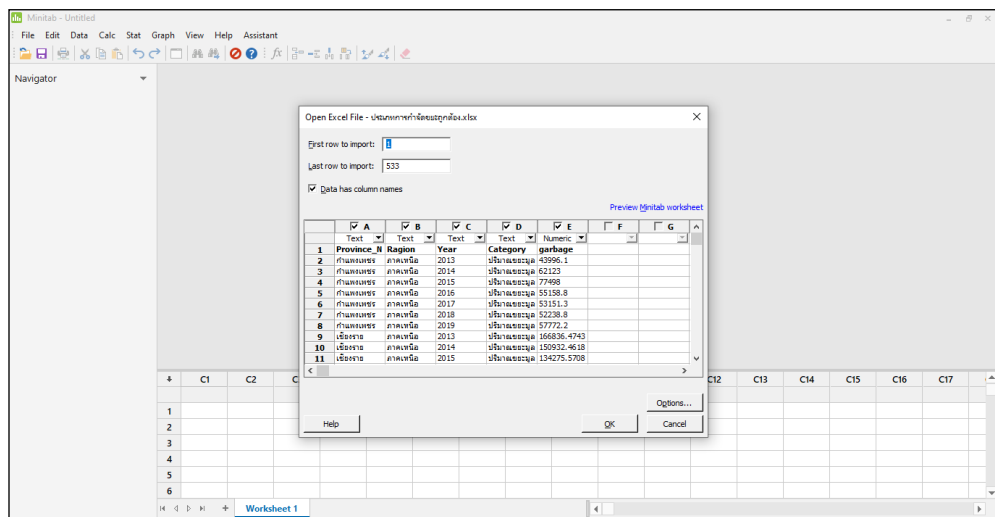 Minitab - Untitled
File Edit Data Calc Stat Graph View Help Assistant
Navigator
Open Excel File - ประเภทการกำจัดขยะถูกต้อง.xlsx
First row to import: 1
Last row to import: 533
Data has column names
Preview Minitab worksheet
A B C D E F G
Text Text Text Text Numeric
1 Province_N Ragion Year Category garbage
2 กำแพงเพชร ภาคเหนือ 2013 ปริมาณขยะมูล 43996.1
3 กำแพงเพชร ภาคเหนือ 2014 ปริมาณขยะมูล 62123
4 กำแพงเพชร ภาคเหนือ 2015 ปริมาณขยะมูล 77498
5 กำแพงเพชร ภาคเหนือ 2016 ปริมาณขยะมูล 55158.8
6 กำแพงเพชร ภาคเหนือ 2017 ปริมาณขยะมูล 53151.3
7 กำแพงเพชร ภาคเหนือ 2018 ปริมาณขยะมูล 52238.8
8 กำแพงเพชร ภาคเหนือ 2019 ปริมาณขยะมูล 57772.2
9 เชียงราย ภาคเหนือ 2013 ปริมาณขยะมูล 166836.4743
10 เชียงราย ภาคเหนือ 2014 ปริมาณขยะมูล 150932.4618
11 เชียงราย ภาคเหนือ 2015 ปริมาณขยะมูล 134275.5708
Options...
Help OK Cancel
C1 C2 C C12 C13 C14 C15 C16 C17
1
2
3
4
5
6
Worksheet 1